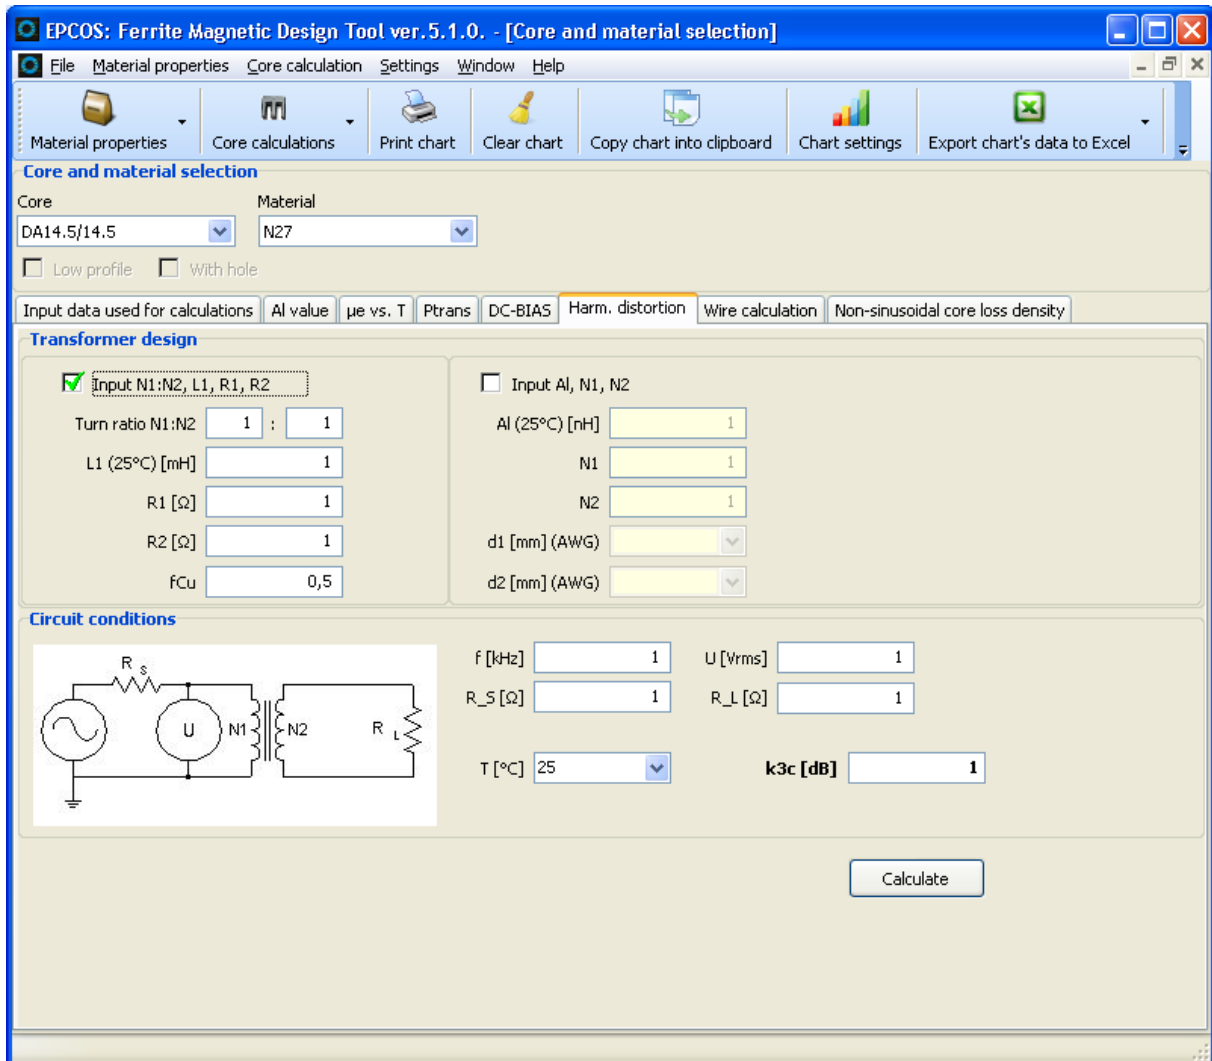 EPCOS: Ferrite Magnetic Design Tool ver.5.1.0. - [Core and material selection]
File Material properties Core calculation Settings Window Help
Material properties Core calculations Print chart Clear chart Copy chart into clipboard Chart settings Export chart's data to Excel
Core and material selection
Core Material
DA14.5/14.5 N27
Low profile With hole
Input data used for calculations Al value µe vs. T Ptrans DC-BIAS Harm. distortion Wire calculation Non-sinusoidal core loss density
Transformer design
Input N1:N2, L1, R1, R2 Input Al, N1, N2
Turn ratio N1:N2 1 : 1 Al (25°C) [nH] 1
L1 (25°C) [mH] 1 N1 1
R1 [Ω] 1 N2 1
R2 [Ω] 1 d1 [mm] (AWG)
fCu 0,5 d2 [mm] (AWG)
Circuit conditions
R S
U N1 N2 R L
f [kHz] 1 U [Vrms] 1
R_S [Ω] 1 R_L [Ω] 1
T [°C] 25 k3c [dB] 1
Calculate